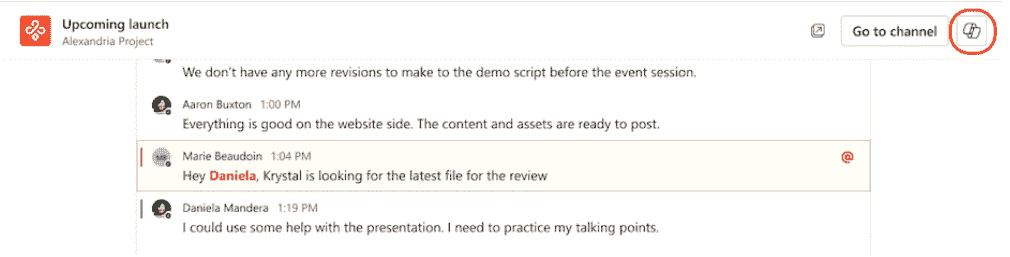 Upcoming launch
Alexandria Project
Go to channel
We don't have any more revisions to make to the demo script before the event session.
Aaron Buxton 1:00 PM
Everything is good on the website side. The content and assets are ready to post.
Marie Beaudoin 1:04 PM
@
Hey Daniela, Krystal is looking for the latest file for the review
Daniela Mandera 1:19 PM
I could use some help with the presentation. I need to practice my talking points.